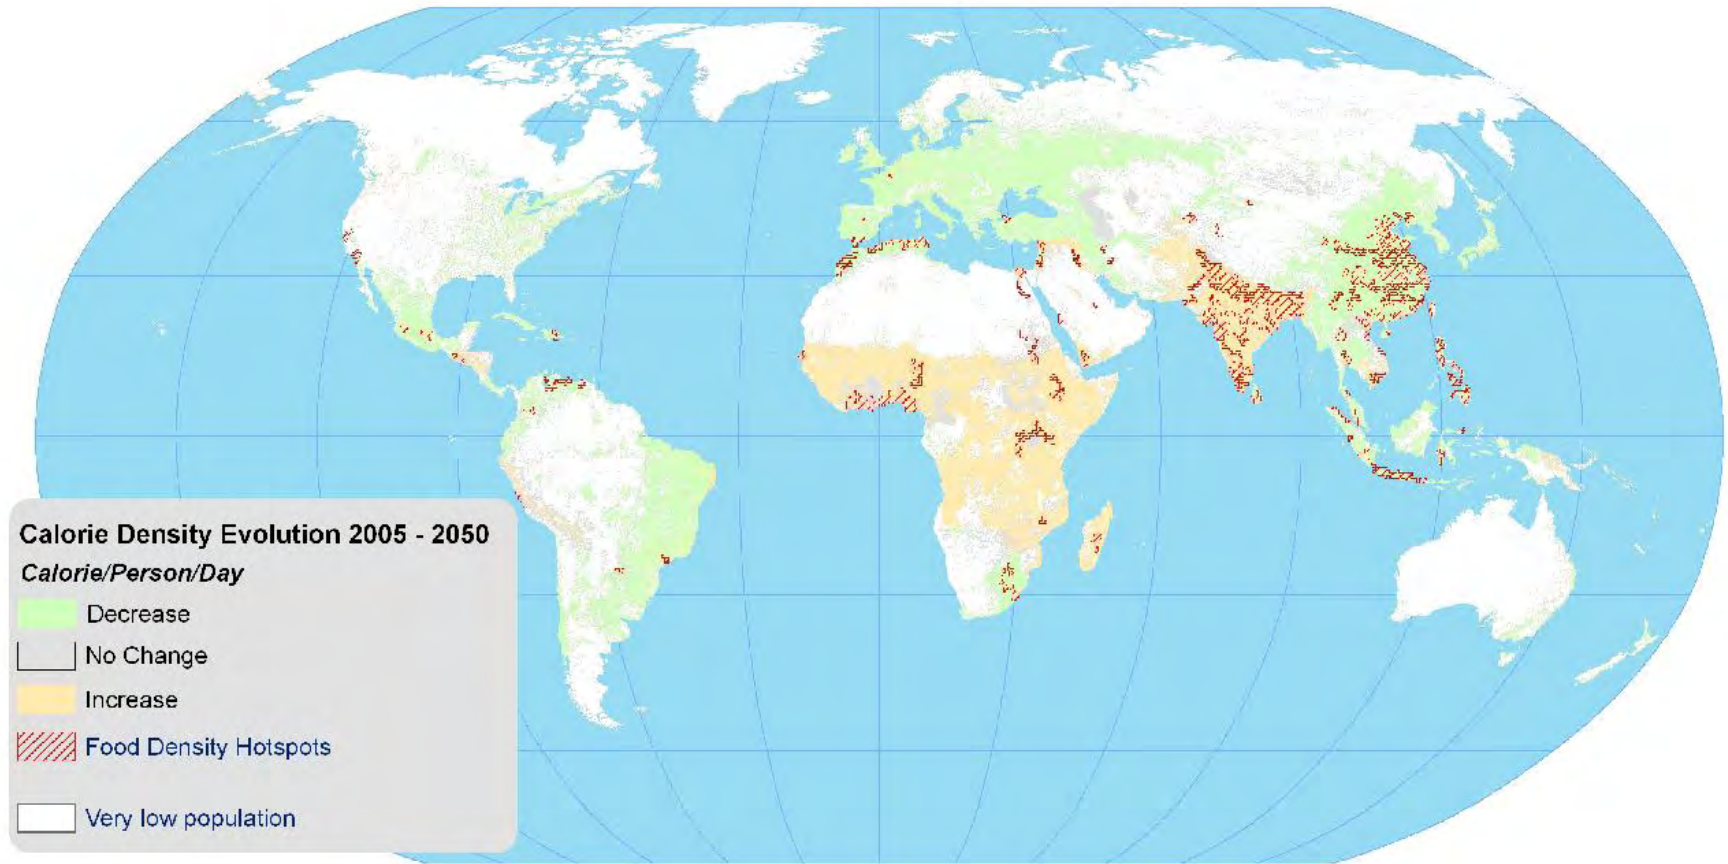 Calorie Density Evolution 2005 - 2050
Calorie/Person/Day
Decrease
No Change
Increase
Food Density Hotspots
Very low population